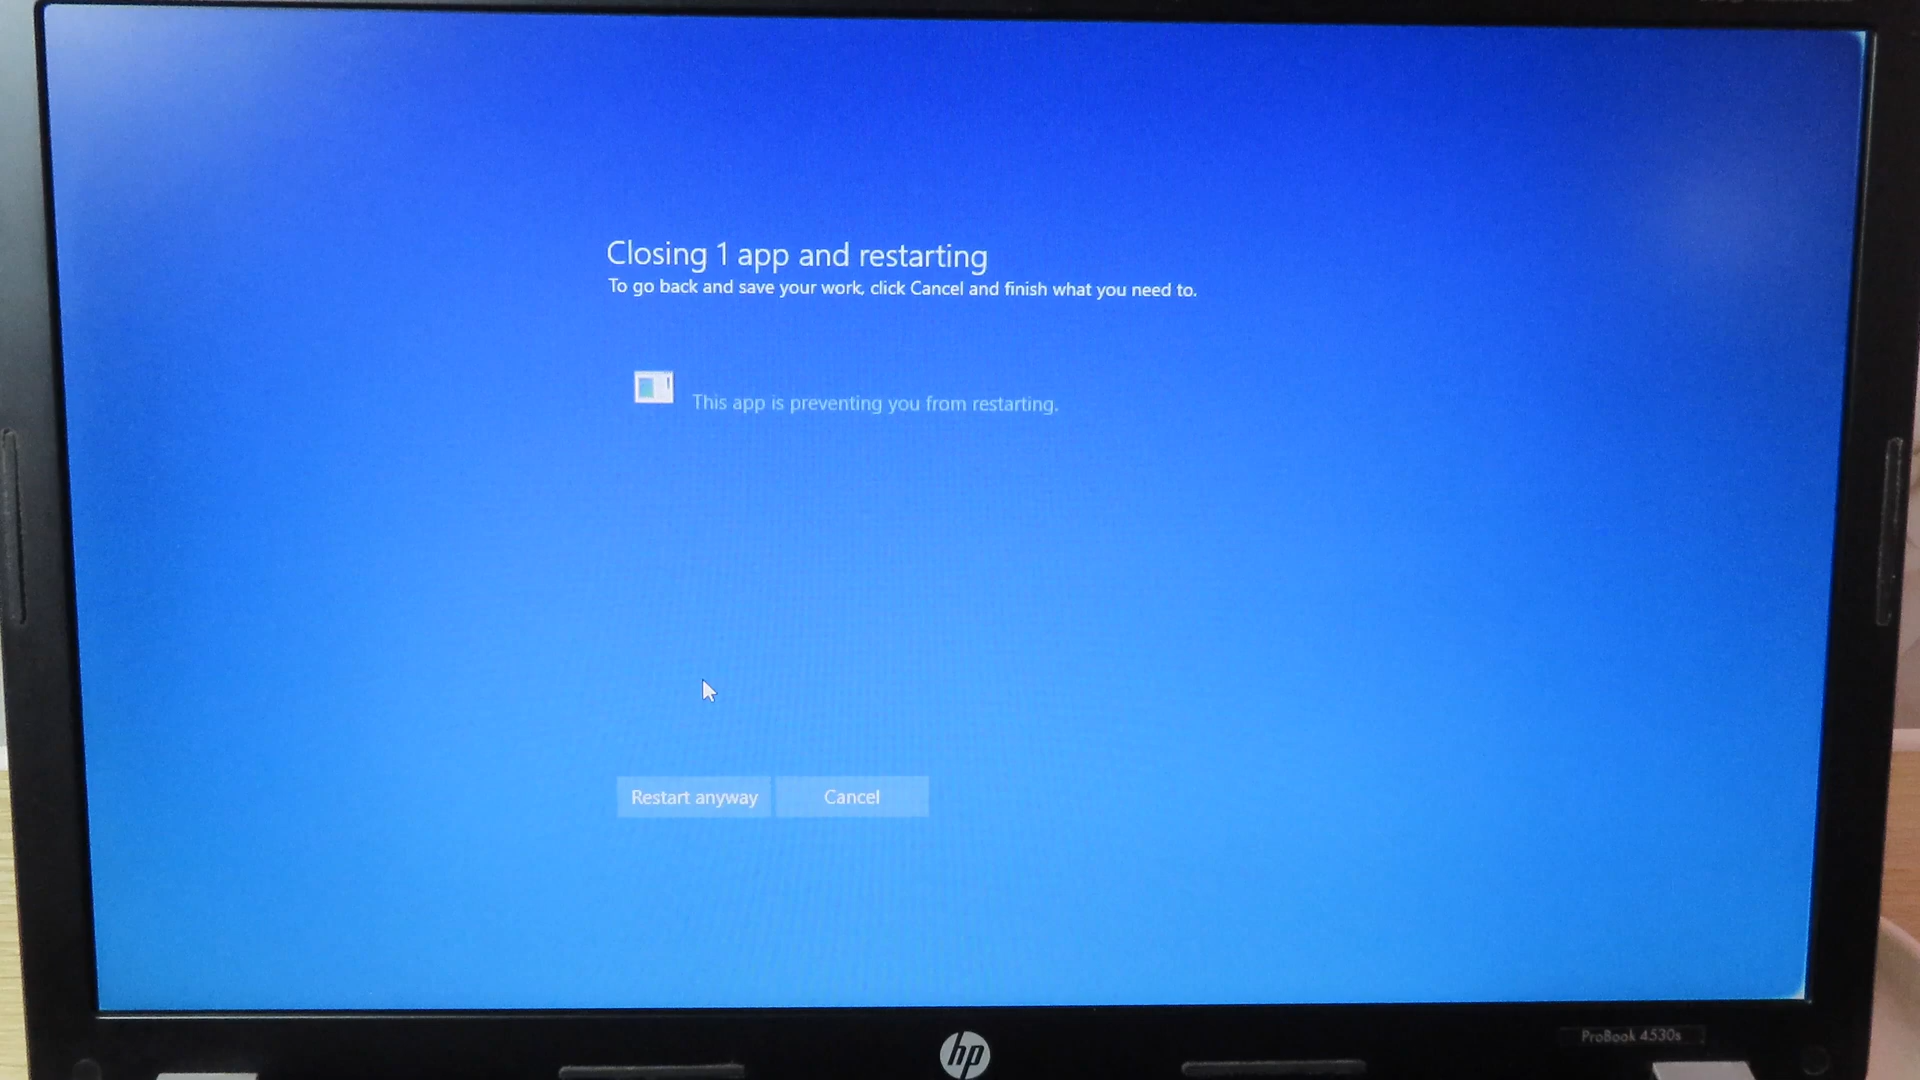 Closing 1 app and restarting
To go back and save your work, click Cancel and finish what you need to.
This app is preventing you from restarting.
Restart anyway
Cancel
hp
ProBook 4530s